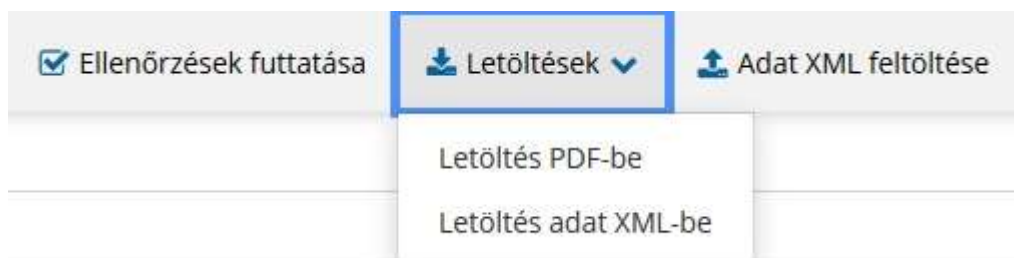 Ellenőrzések futtatása Letöltések Adat XML feltöltése
Letöltés PDF-be
Letöltés adat XML-be